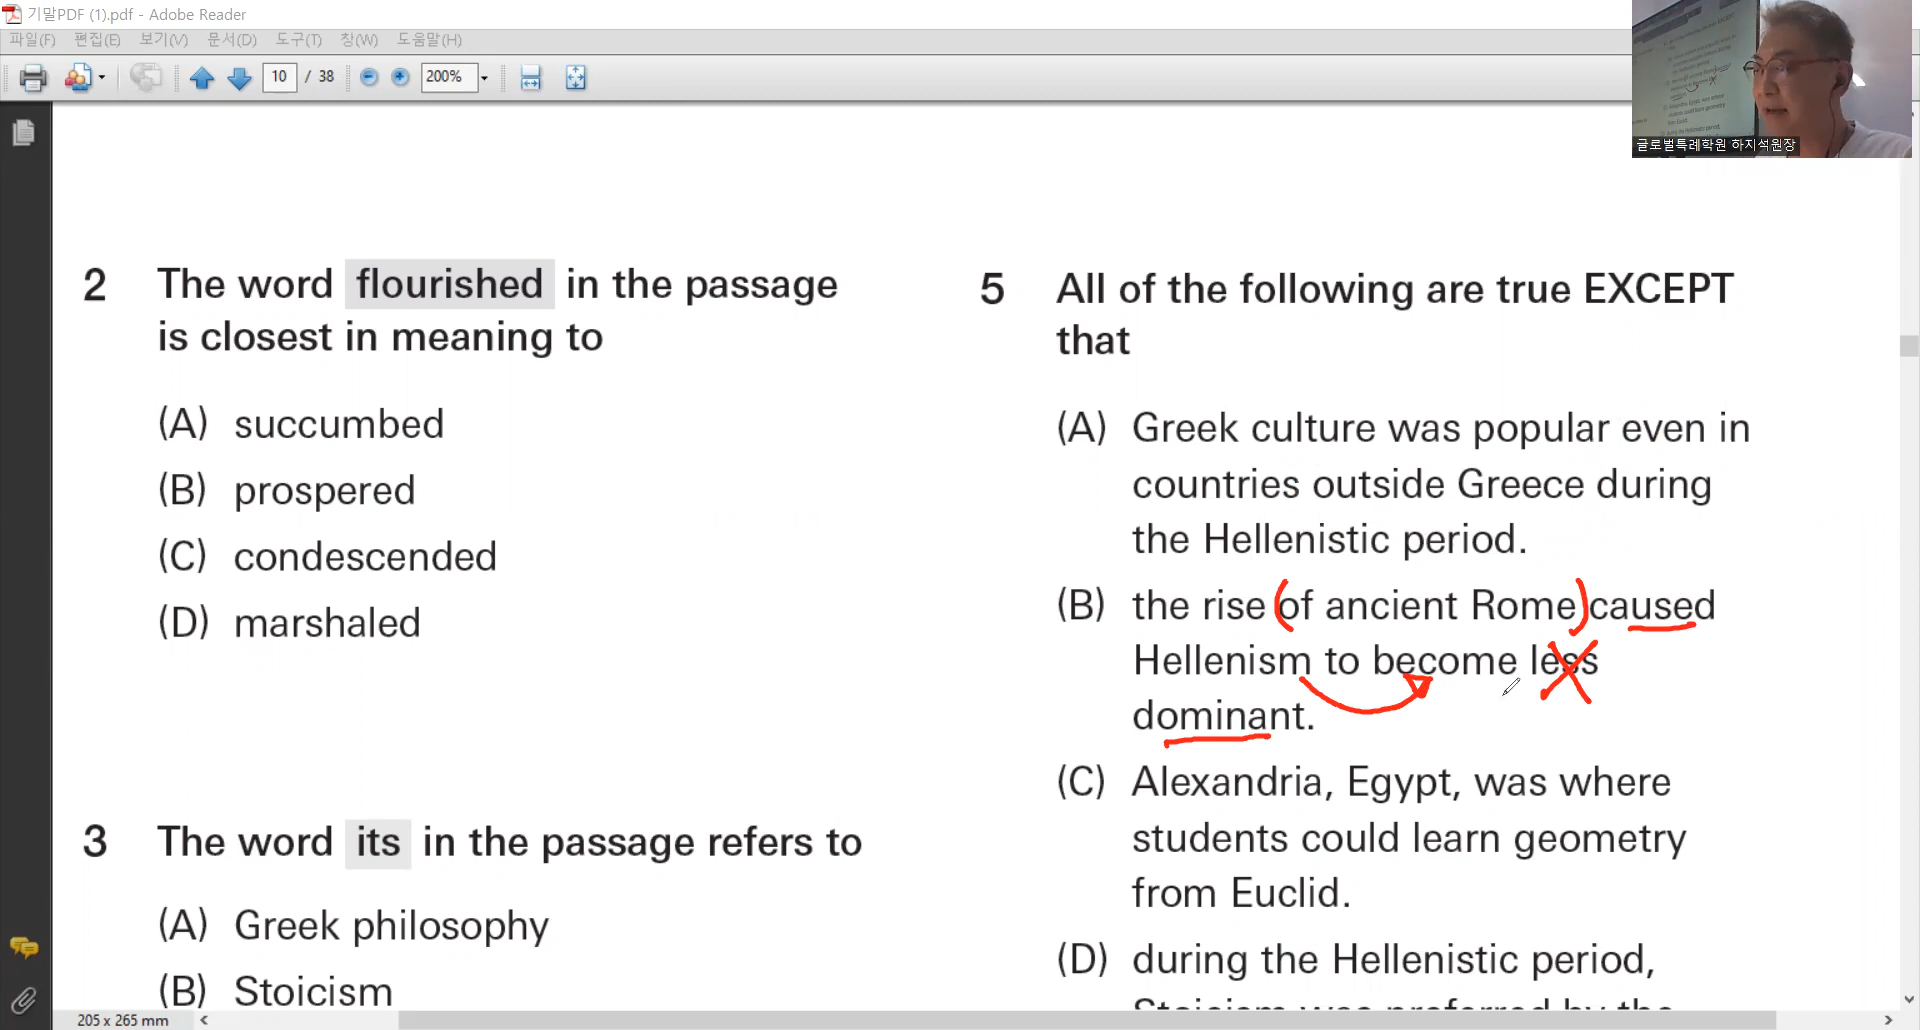 기말PDF (1).pdf - Adobe Reader
파일(F) 편집(E) 보기(V) 문서(D) 도구(T) 창(W) 도움말(H)
10 / 38 200%
글로벌특례학원 하지석원장
2 The word flourished in the passage
is closest in meaning to
(A) succumbed
(B) prospered
(C) condescended
(D) marshaled
3 The word its in the passage refers to
(A) Greek philosophy
(B) Stoicism
5 All of the following are true EXCEPT
that
(A) Greek culture was popular even in
countries outside Greece during
the Hellenistic period.
(B) the rise of ancient Rome caused
Hellenism to become less
dominant.
(C) Alexandria, Egypt, was where
students could learn geometry
from Euclid.
(D) during the Hellenistic period,
Stoicism was preferred by the
205 x 265 mm